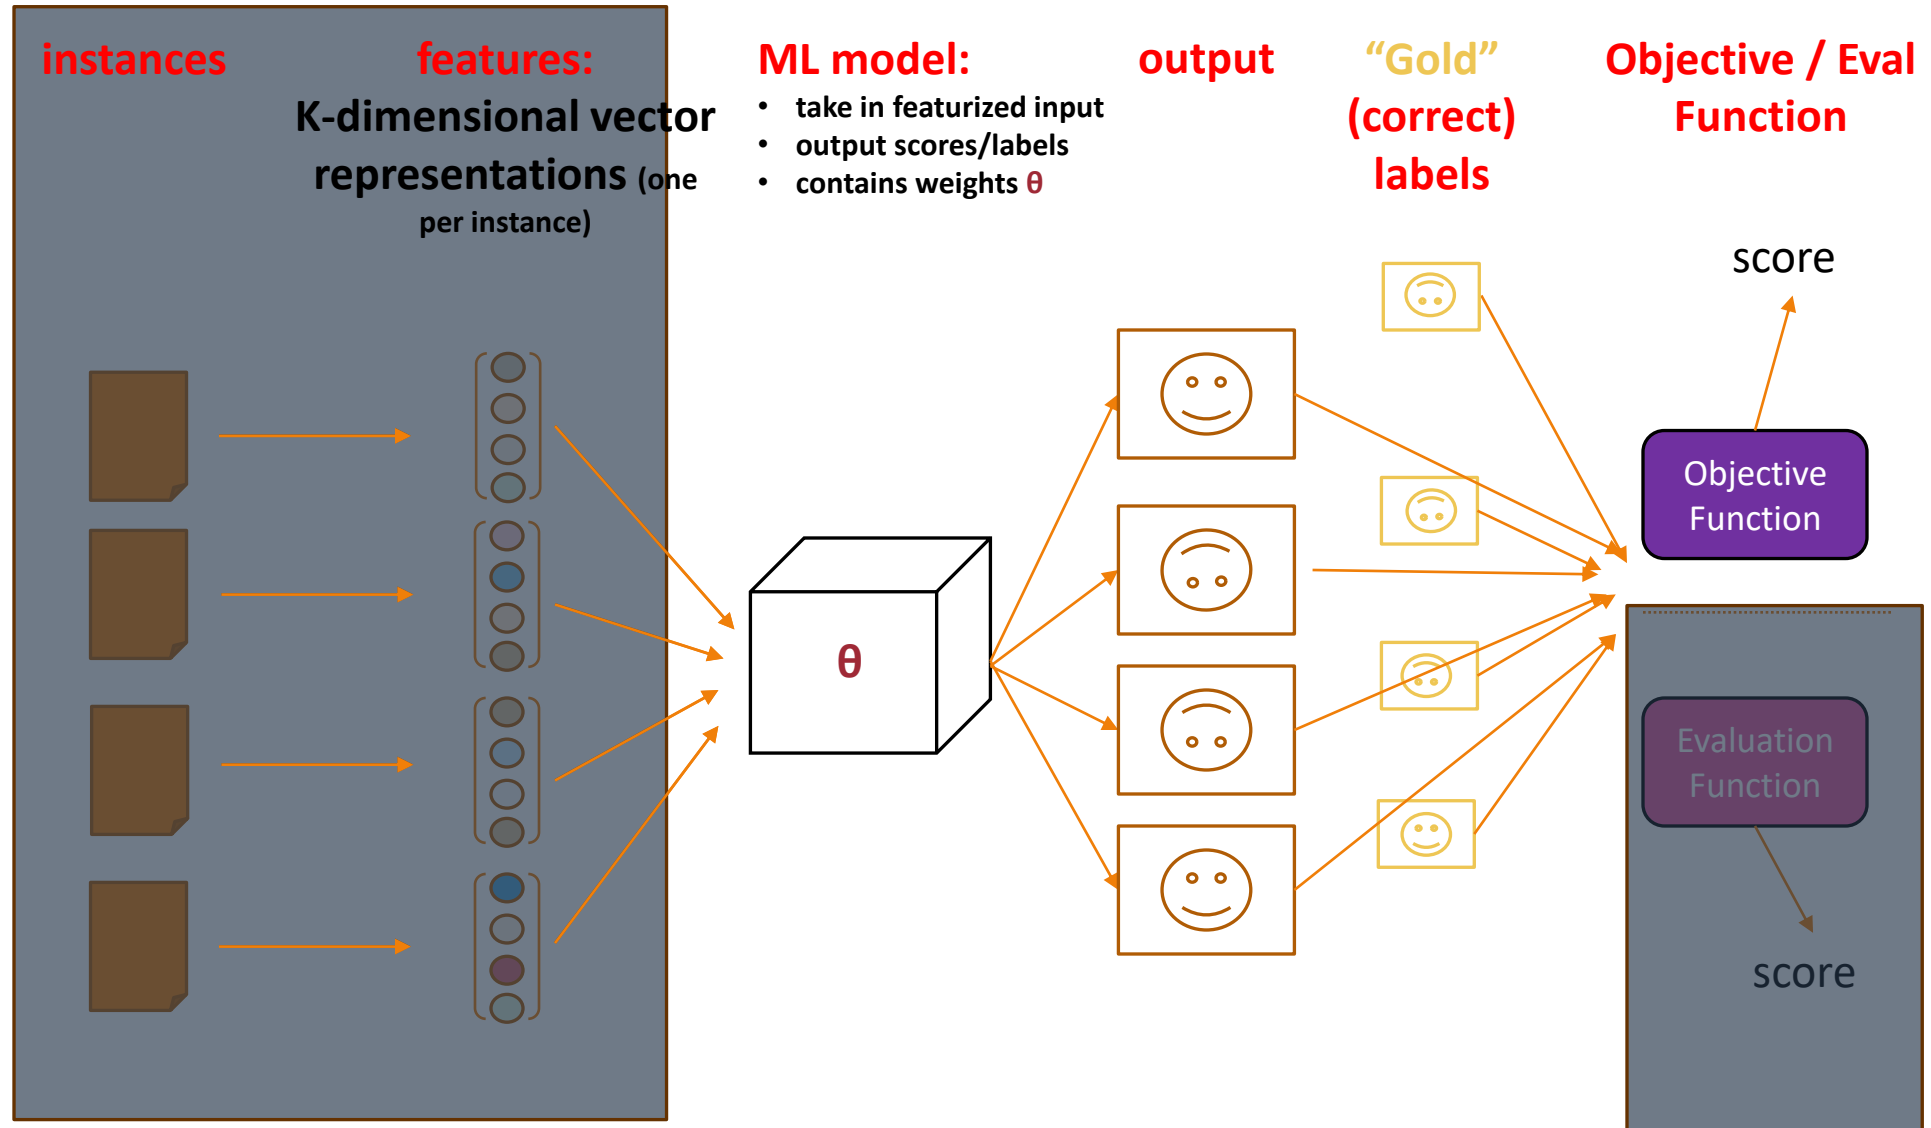 instances
features:
K-dimensional vector
representations (one
per instance)
ML model:
• take in featurized input
• output scores/labels
• contains weights θ
θ
output
“Gold”
(correct)
labels
Objective / Eval
Function
score
Objective
Function
Evaluation
Function
score